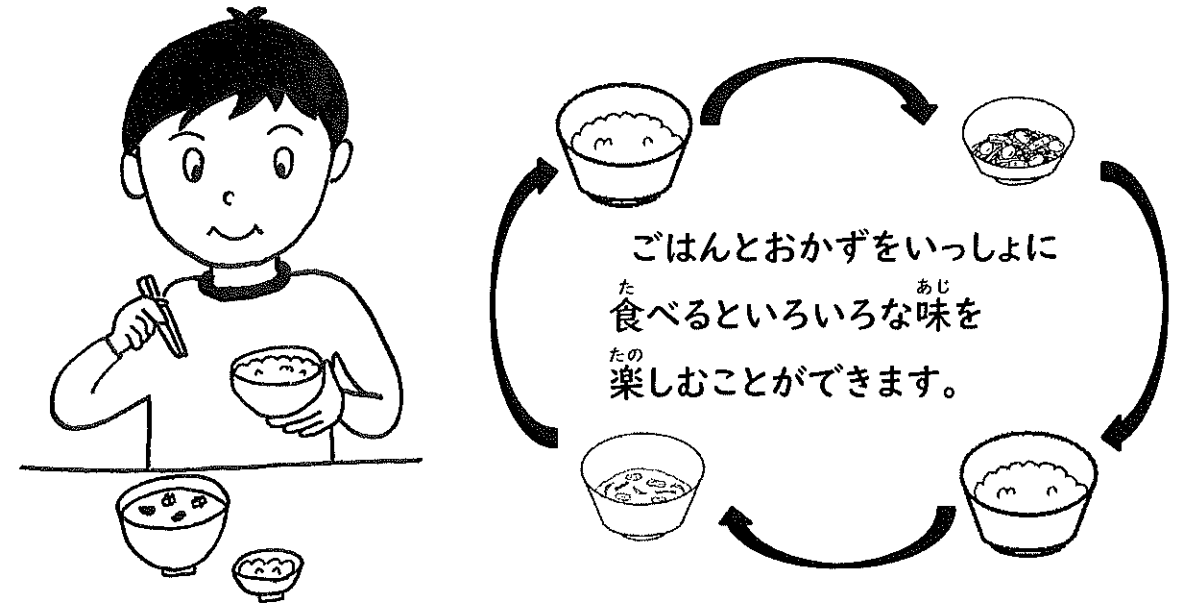 ごはんとおかずをいっしょに
食べるといろいろな味を
楽しむことができます。